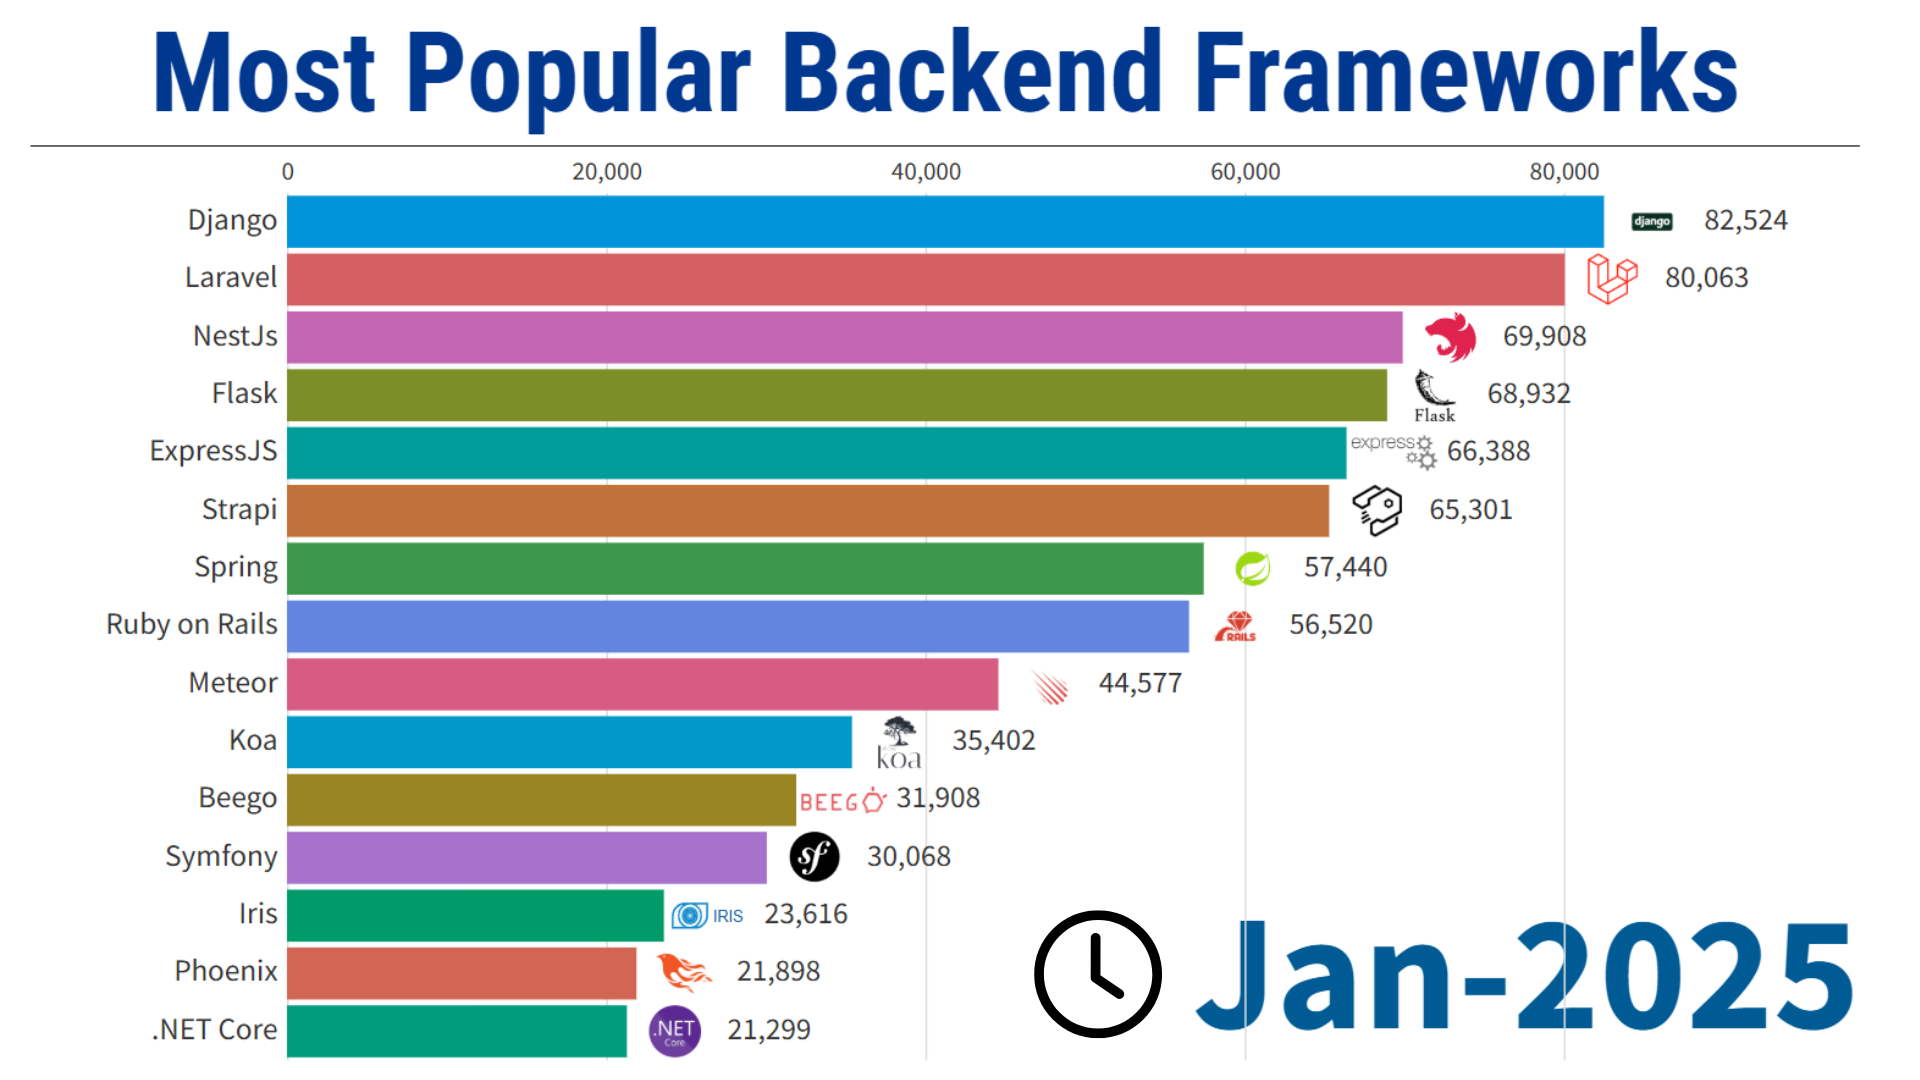 Most Popular Backend Frameworks
0 20,000 40,000 60,000 80,000
Django django 82,524
Laravel 80,063
NestJs 69,908
Flask Flask 68,932
ExpressJS express 66,388
Strapi 65,301
Spring 57,440
Ruby on Rails RAILS 56,520
Meteor 44,577
Koa koa 35,402
Beego BEEGO 31,908
Symfony sf 30,068
Iris IRIS 23,616
Phoenix 21,898
.NET Core .NET Core 21,299
Jan-2025